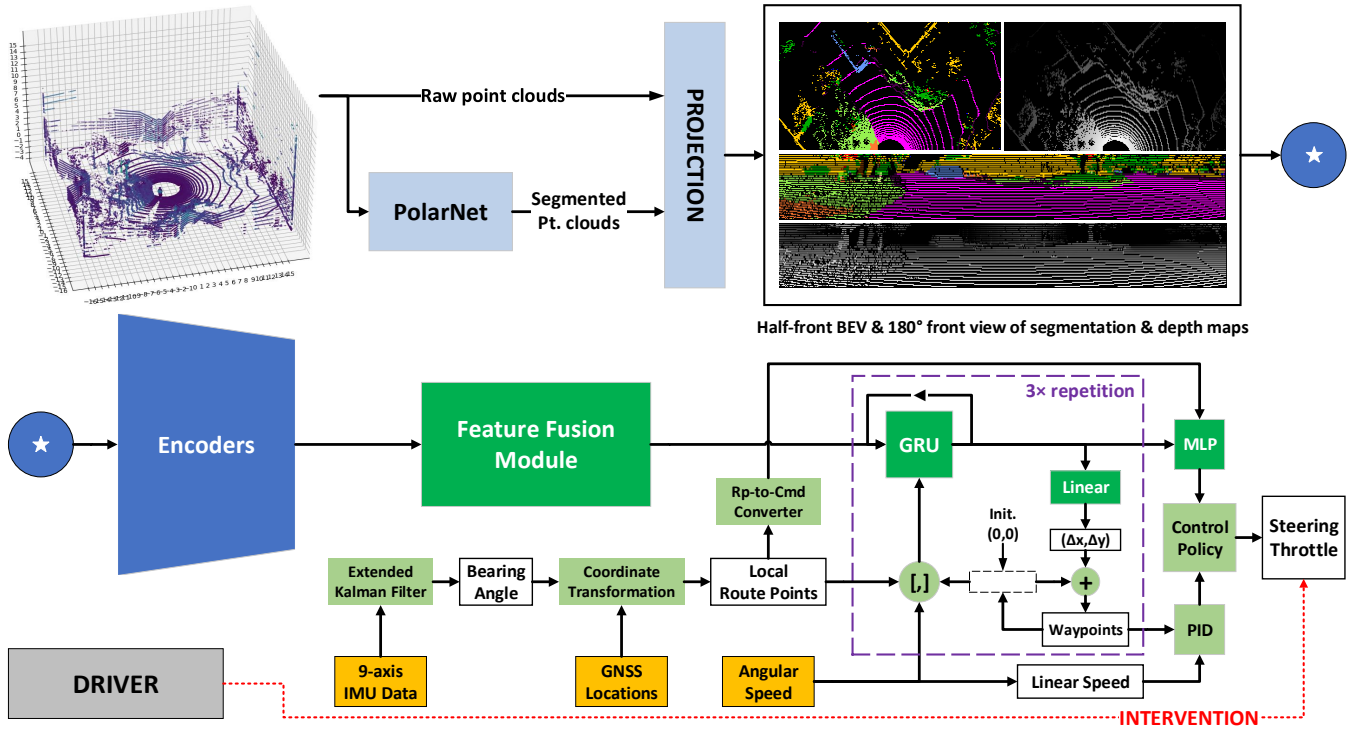 Raw point clouds
PolarNet
Segmented
Pt. clouds
PROJECTION
Half-front BEV & 180° front view of segmentation & depth maps
Encoders
Feature Fusion
Module
3× repetition
GRU
MLP
Linear
Rp-to-Cmd
Converter
Init.
(0,0)
(Δx,Δy)
Control
Policy
Steering
Throttle
Extended
Kalman Filter
Bearing
Angle
Coordinate
Transformation
Local
Route Points
[,]
+
Waypoints
PID
DRIVER
9-axis
IMU Data
GNSS
Locations
Angular
Speed
Linear Speed
INTERVENTION